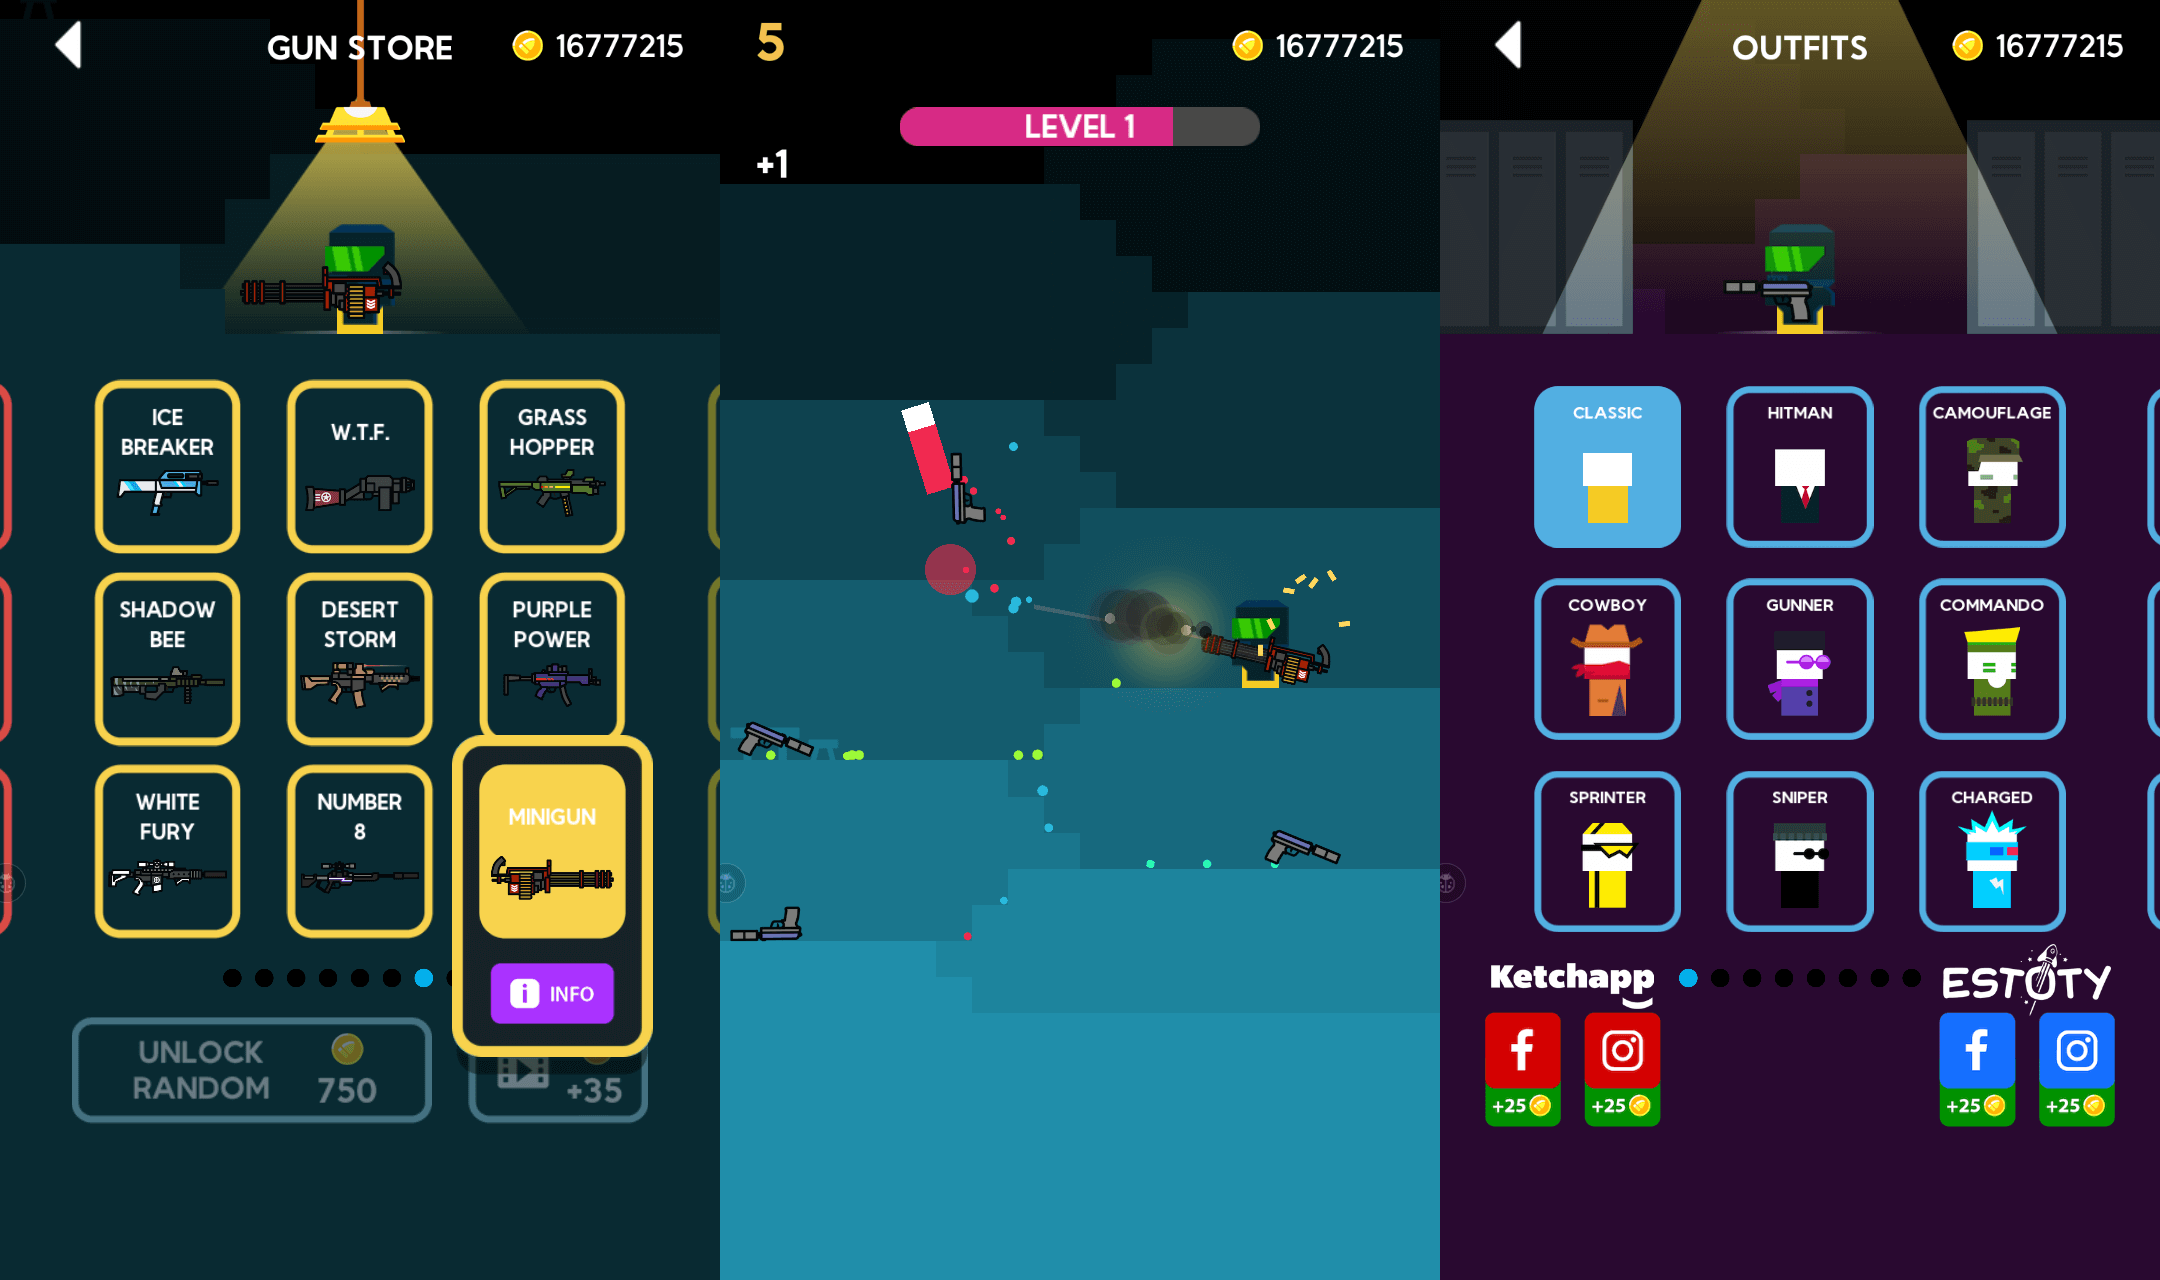 GUN STORE
16777215
ICE
BREAKER
W.T.F.
GRASS
HOPPER
SHADOW
BEE
DESERT
STORM
PURPLE
POWER
WHITE
FURY
NUMBER
8
MINIGUN
i INFO
UNLOCK
RANDOM
750
+35
5
16777215
LEVEL 1
+1
OUTFITS
16777215
CLASSIC
HITMAN
CAMOUFLAGE
COWBOY
GUNNER
COMMANDO
SPRINTER
SNIPER
CHARGED
Ketchapp
ESTOTY
+25
+25
+25
+25